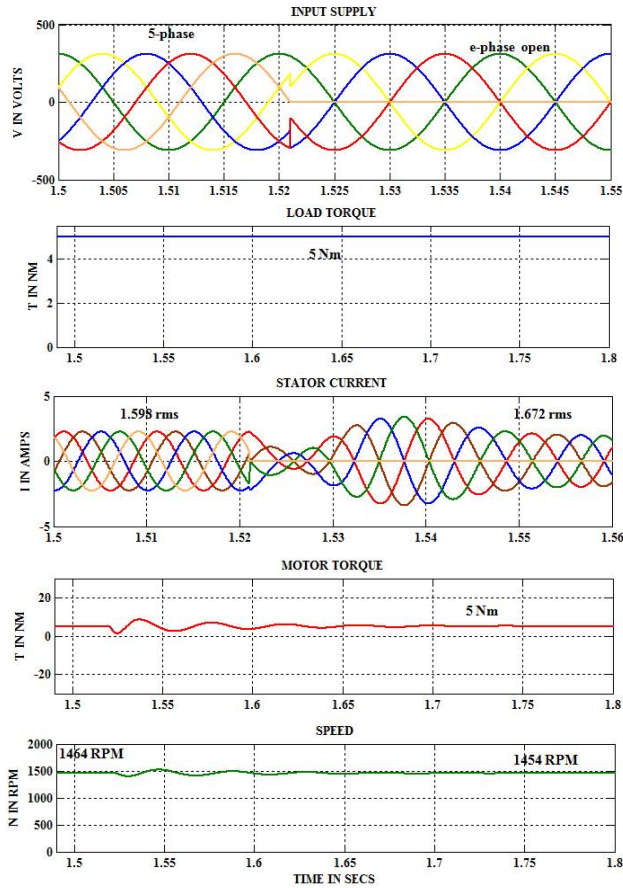 INPUT SUPPLY
500
5-phase
e-phase open
V IN VOLTS
0
-500
1.5 1.505 1.51 1.515 1.52 1.525 1.53 1.535 1.54 1.545 1.55
LOAD TORQUE
T IN NM
4
5 Nm
2
0
1.5 1.55 1.6 1.65 1.7 1.75 1.8
STATOR CURRENT
5
1.598 rms
1.672 rms
I IN AMPS
0
-5
1.5 1.51 1.52 1.53 1.54 1.55 1.56
MOTOR TORQUE
T IN NM
20
5 Nm
0
-20
1.5 1.55 1.6 1.65 1.7 1.75 1.8
SPEED
N IN RPM
2000
1464 RPM
1454 RPM
1500
1000
500
0
1.5 1.55 1.6 1.65 1.7 1.75 1.8
TIME IN SECS